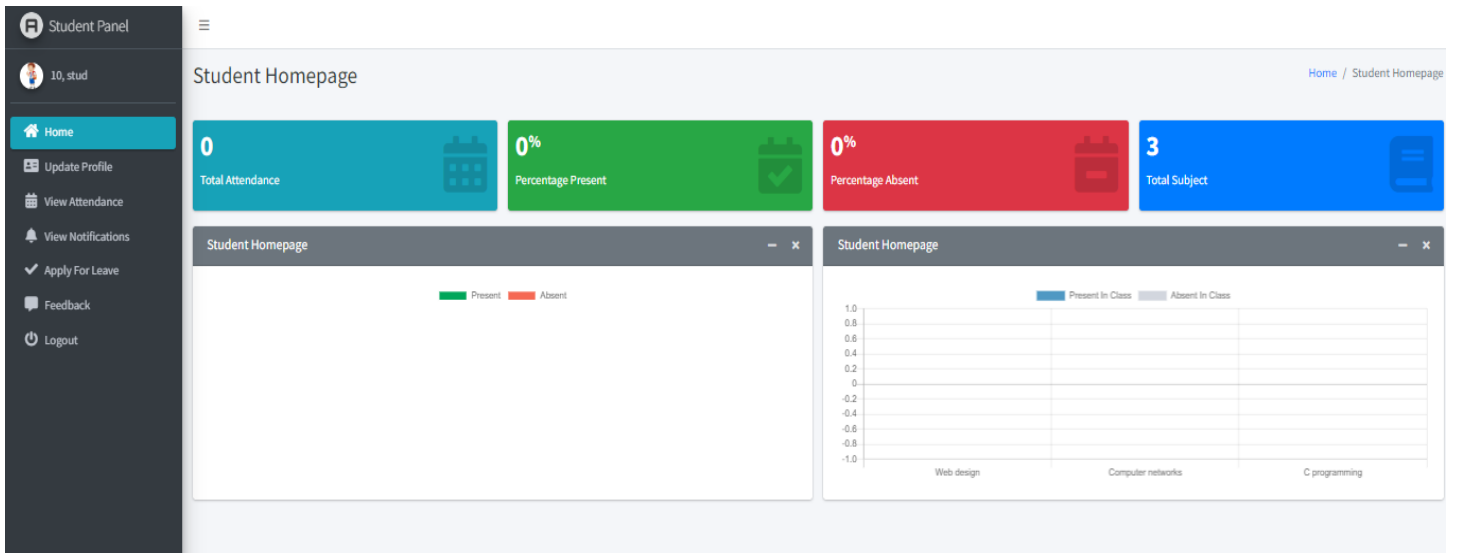 Student Panel
10, stud
Home
Update Profile
View Attendance
View Notifications
Apply For Leave
Feedback
Logout
Student Homepage
Home / Student Homepage
0
Total Attendance
0%
Percentage Present
0%
Percentage Absent
3
Total Subject
Student Homepage
Present Absent
Student Homepage
Present In Class Absent In Class
1.0
0.8
0.6
0.4
0.2
0
-0.2
-0.4
-0.6
-0.8
-1.0
Web design Computer networks C programming